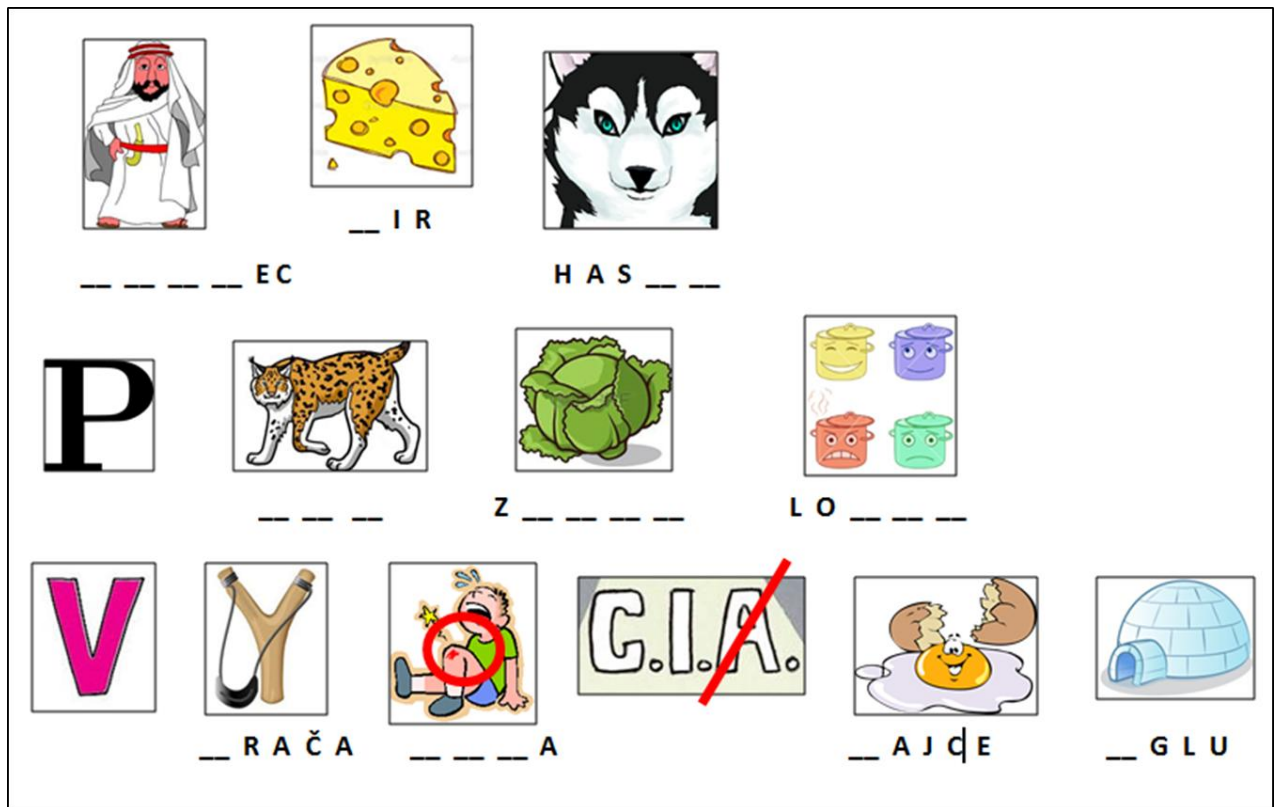 __ I R
__ __ __ __ EC
H A S __ __
P
__ __ __
Z __ __ __ __
L O __ __ __
V
C.I.A.
__ R A Č A
__ __ __ A
__ A J C E
__ G L U